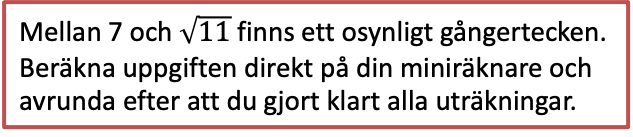 Mellan 7 och √11 finns ett osynligt gångertecken.
Beräkna uppgiften direkt på din miniräknare och
avrunda efter att du gjort klart alla uträkningar.